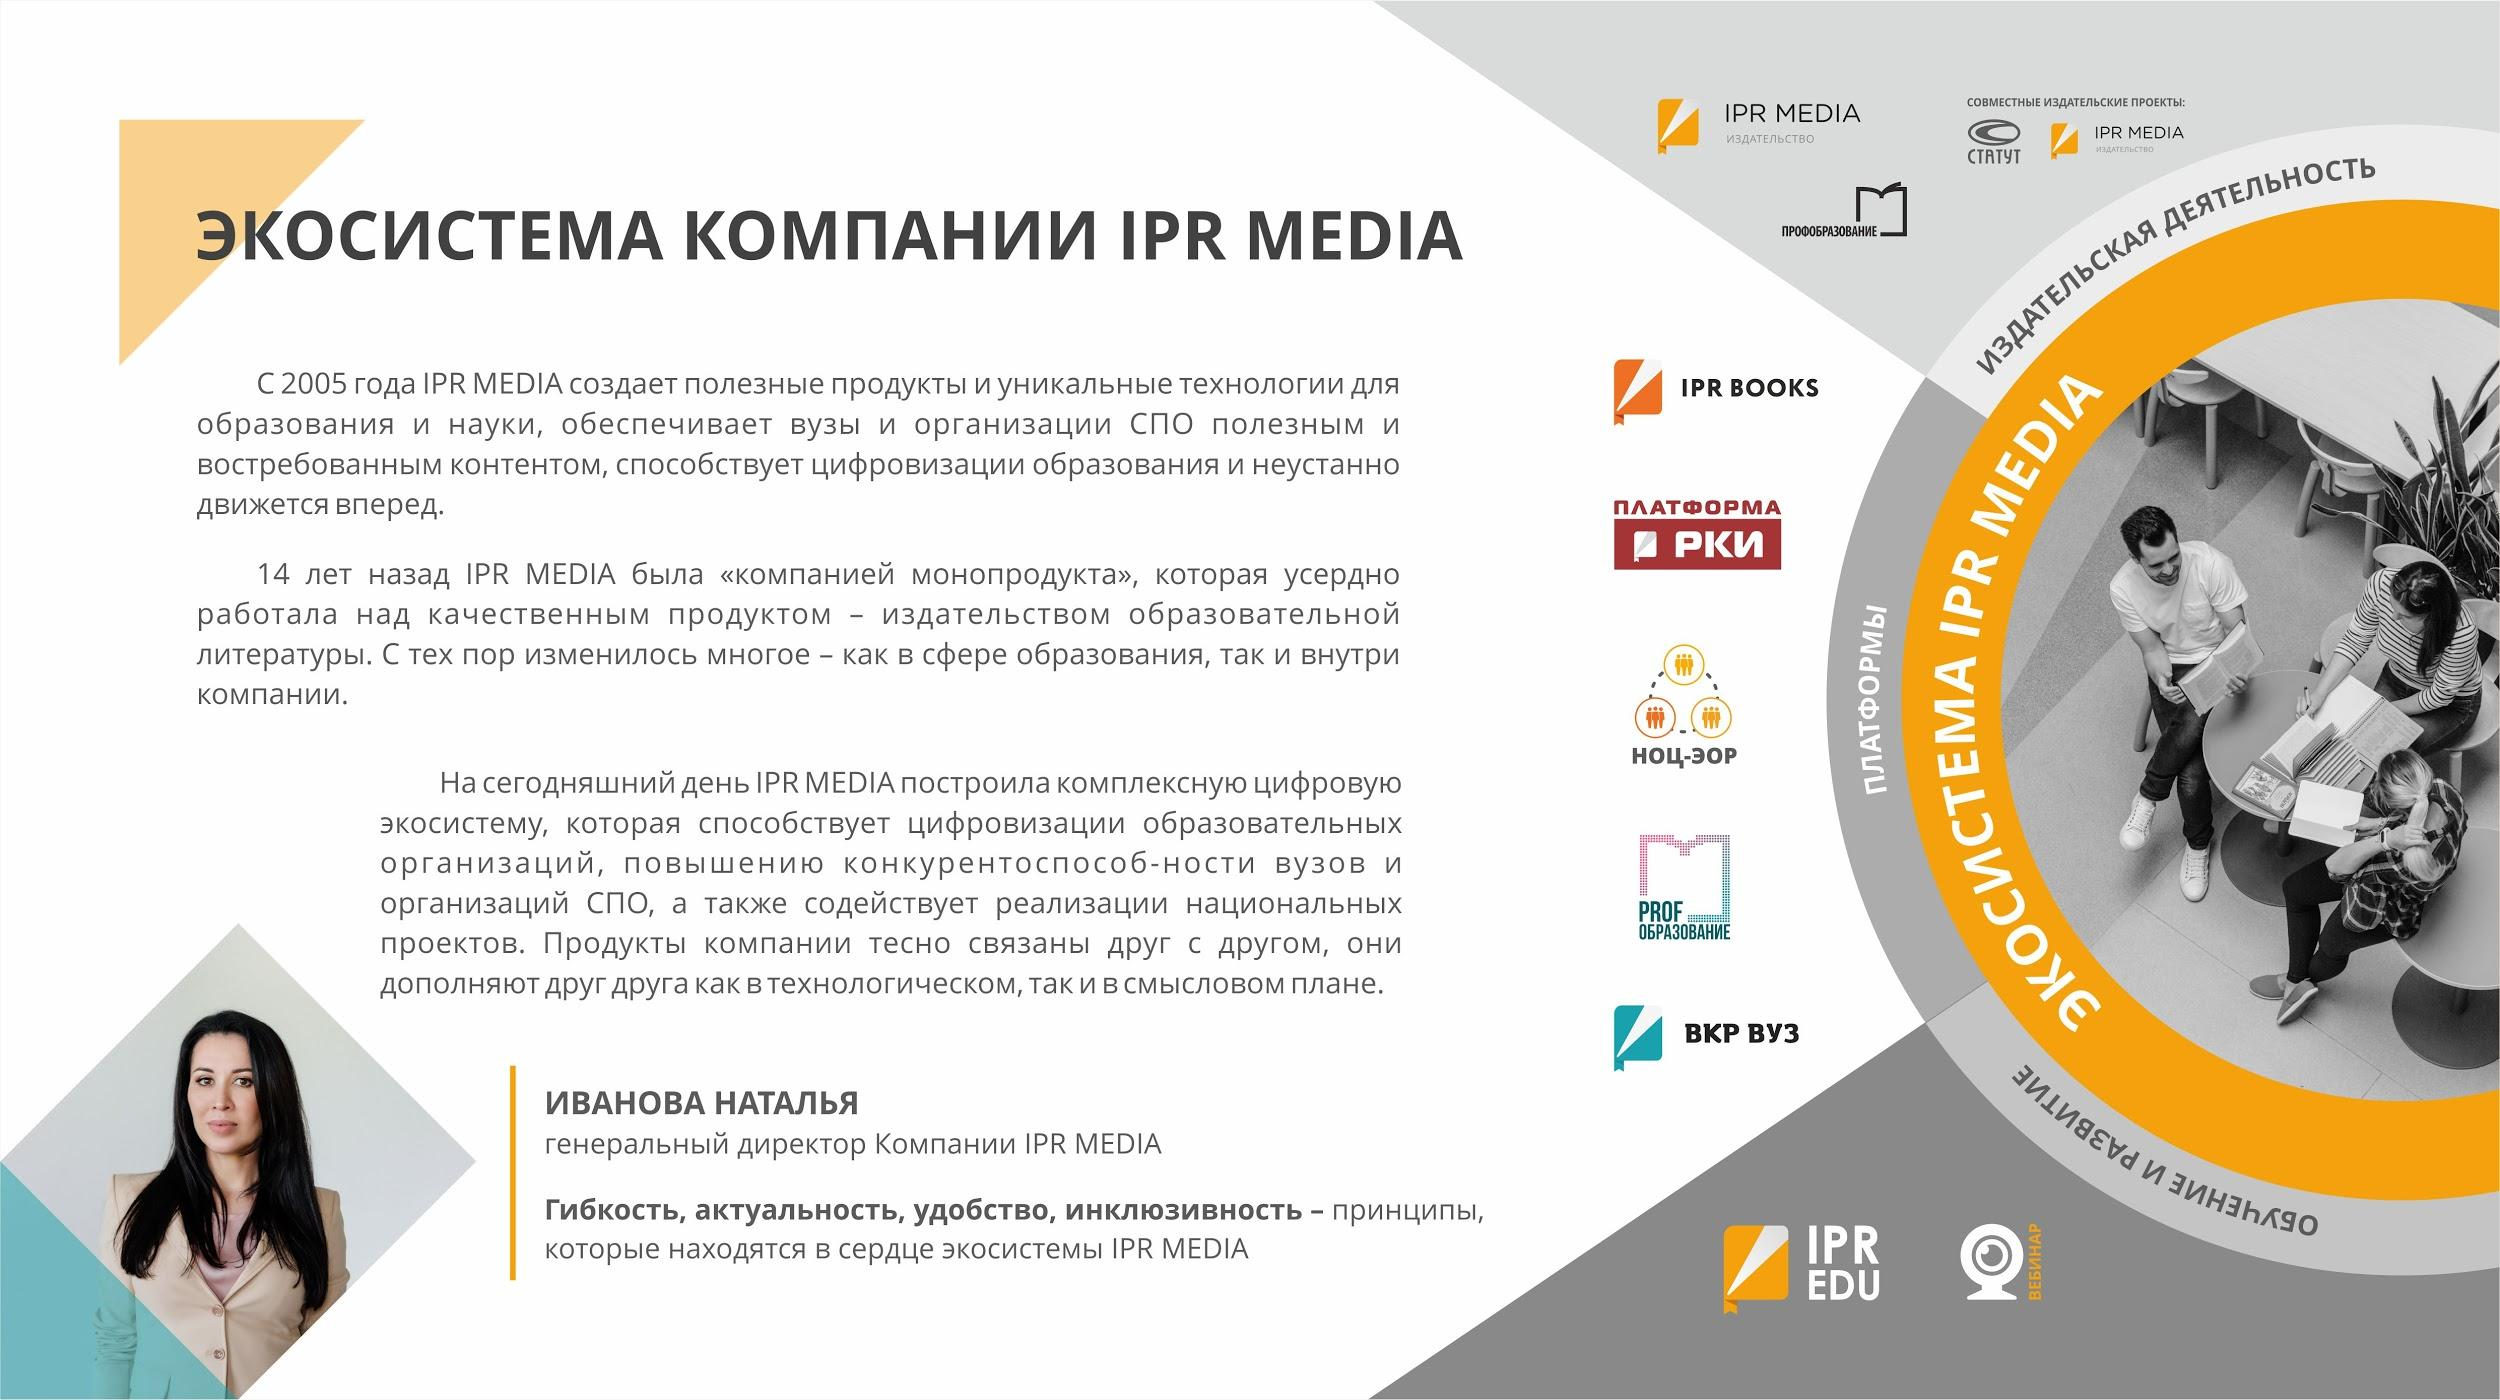 ЭКОСИСТЕМА КОМПАНИИ IPR MEDIA
С 2005 года IPR MEDIA создает полезные продукты и уникальные технологии для
образования и науки, обеспечивает вузы и организации СПО полезным и
востребованным контентом, способствует цифровизации образования и неустанно
движется вперед.
14 лет назад IPR MEDIA была «компанией монопродукта», которая усердно
работала над качественным продуктом – издательством образовательной
литературы. С тех пор изменилось многое – как в сфере образования, так и внутри
компании.
На сегодняшний день IPR MEDIA построила комплексную цифровую
экосистему, которая способствует цифровизации образовательных
организаций, повышению конкурентоспособ-ности вузов и
организаций СПО, а также содействует реализации национальных
проектов. Продукты компании тесно связаны друг с другом, они
дополняют друг друга как в технологическом, так и в смысловом плане.
ИВАНОВА НАТАЛЬЯ
генеральный директор Компании IPR MEDIA
Гибкость, актуальность, удобство, инклюзивность – принципы,
которые находятся в сердце экосистемы IPR MEDIA
IPR MEDIA
ИЗДАТЕЛЬСТВО
СОВМЕСТНЫЕ ИЗДАТЕЛЬСКИЕ ПРОЕКТЫ:
СТАТУТ
IPR MEDIA
ИЗДАТЕЛЬСТВО
ПРОФОБРАЗОВАНИЕ
ИЗДАТЕЛЬСКАЯ ДЕЯТЕЛЬНОСТЬ
IPR BOOKS
ПЛАТФОРМА
РКИ
НОЦ-ЭОР
PROF
ОБРАЗОВАНИЕ
ВКР ВУЗ
ПЛАТФОРМЫ
ЭКОСИСТЕМА IPR MEDIA
ОБУЧЕНИЕ И РАЗВИТИЕ
IPR
EDU
ВЕБИНАР